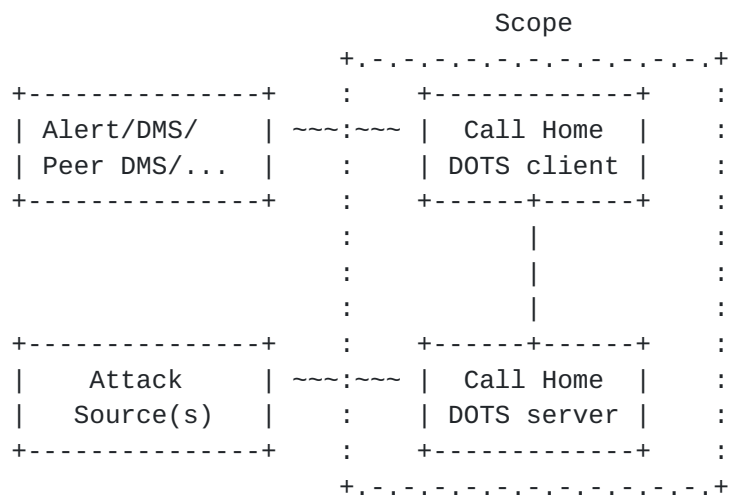 Scope
+.-.-.-.-.-.-.-.-.-.-.-.+
+---------------+    :    +-------------+    :
| Alert/DMS/    | ~~~:~~~ |  Call Home  |    :
| Peer DMS/...  |    :    | DOTS client |    :
+---------------+    :    +------+------+    :
:           |           :
:           |           :
:           |           :
+---------------+    :    +------+------+    :
|     Attack    | ~~~:~~~ |  Call Home  |    :
|    Source(s)  |    :    | DOTS server |    :
+---------------+    :    +-------------+    :
+.-.-.-.-.-.-.-.-.-.-.-.+